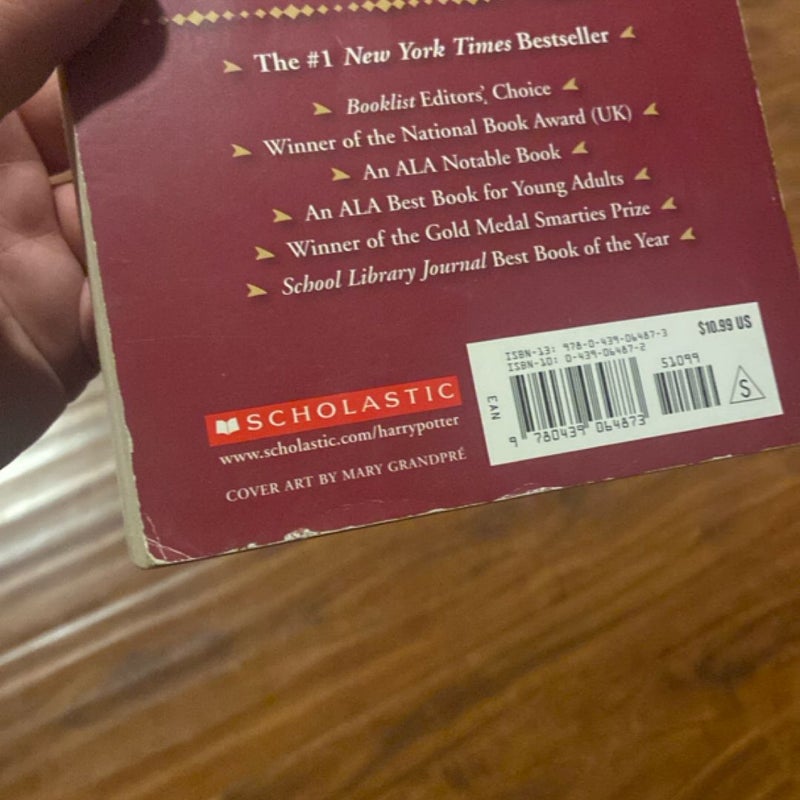 The #1 New York Times Bestseller
Booklist Editors' Choice
Winner of the National Book Award (UK)
An ALA Notable Book
An ALA Best Book for Young Adults
Winner of the Gold Medal Smarties Prize
School Library Journal Best Book of the Year
SCHOLASTIC
www.scholastic.com/harrypotter
COVER ART BY MARY GRANDPRÉ
ISBN-13: 978-0-439-06487-3
ISBN-10: 0-439-06487-2
$10.99 US
51099
EAN
S
9 780439 064873